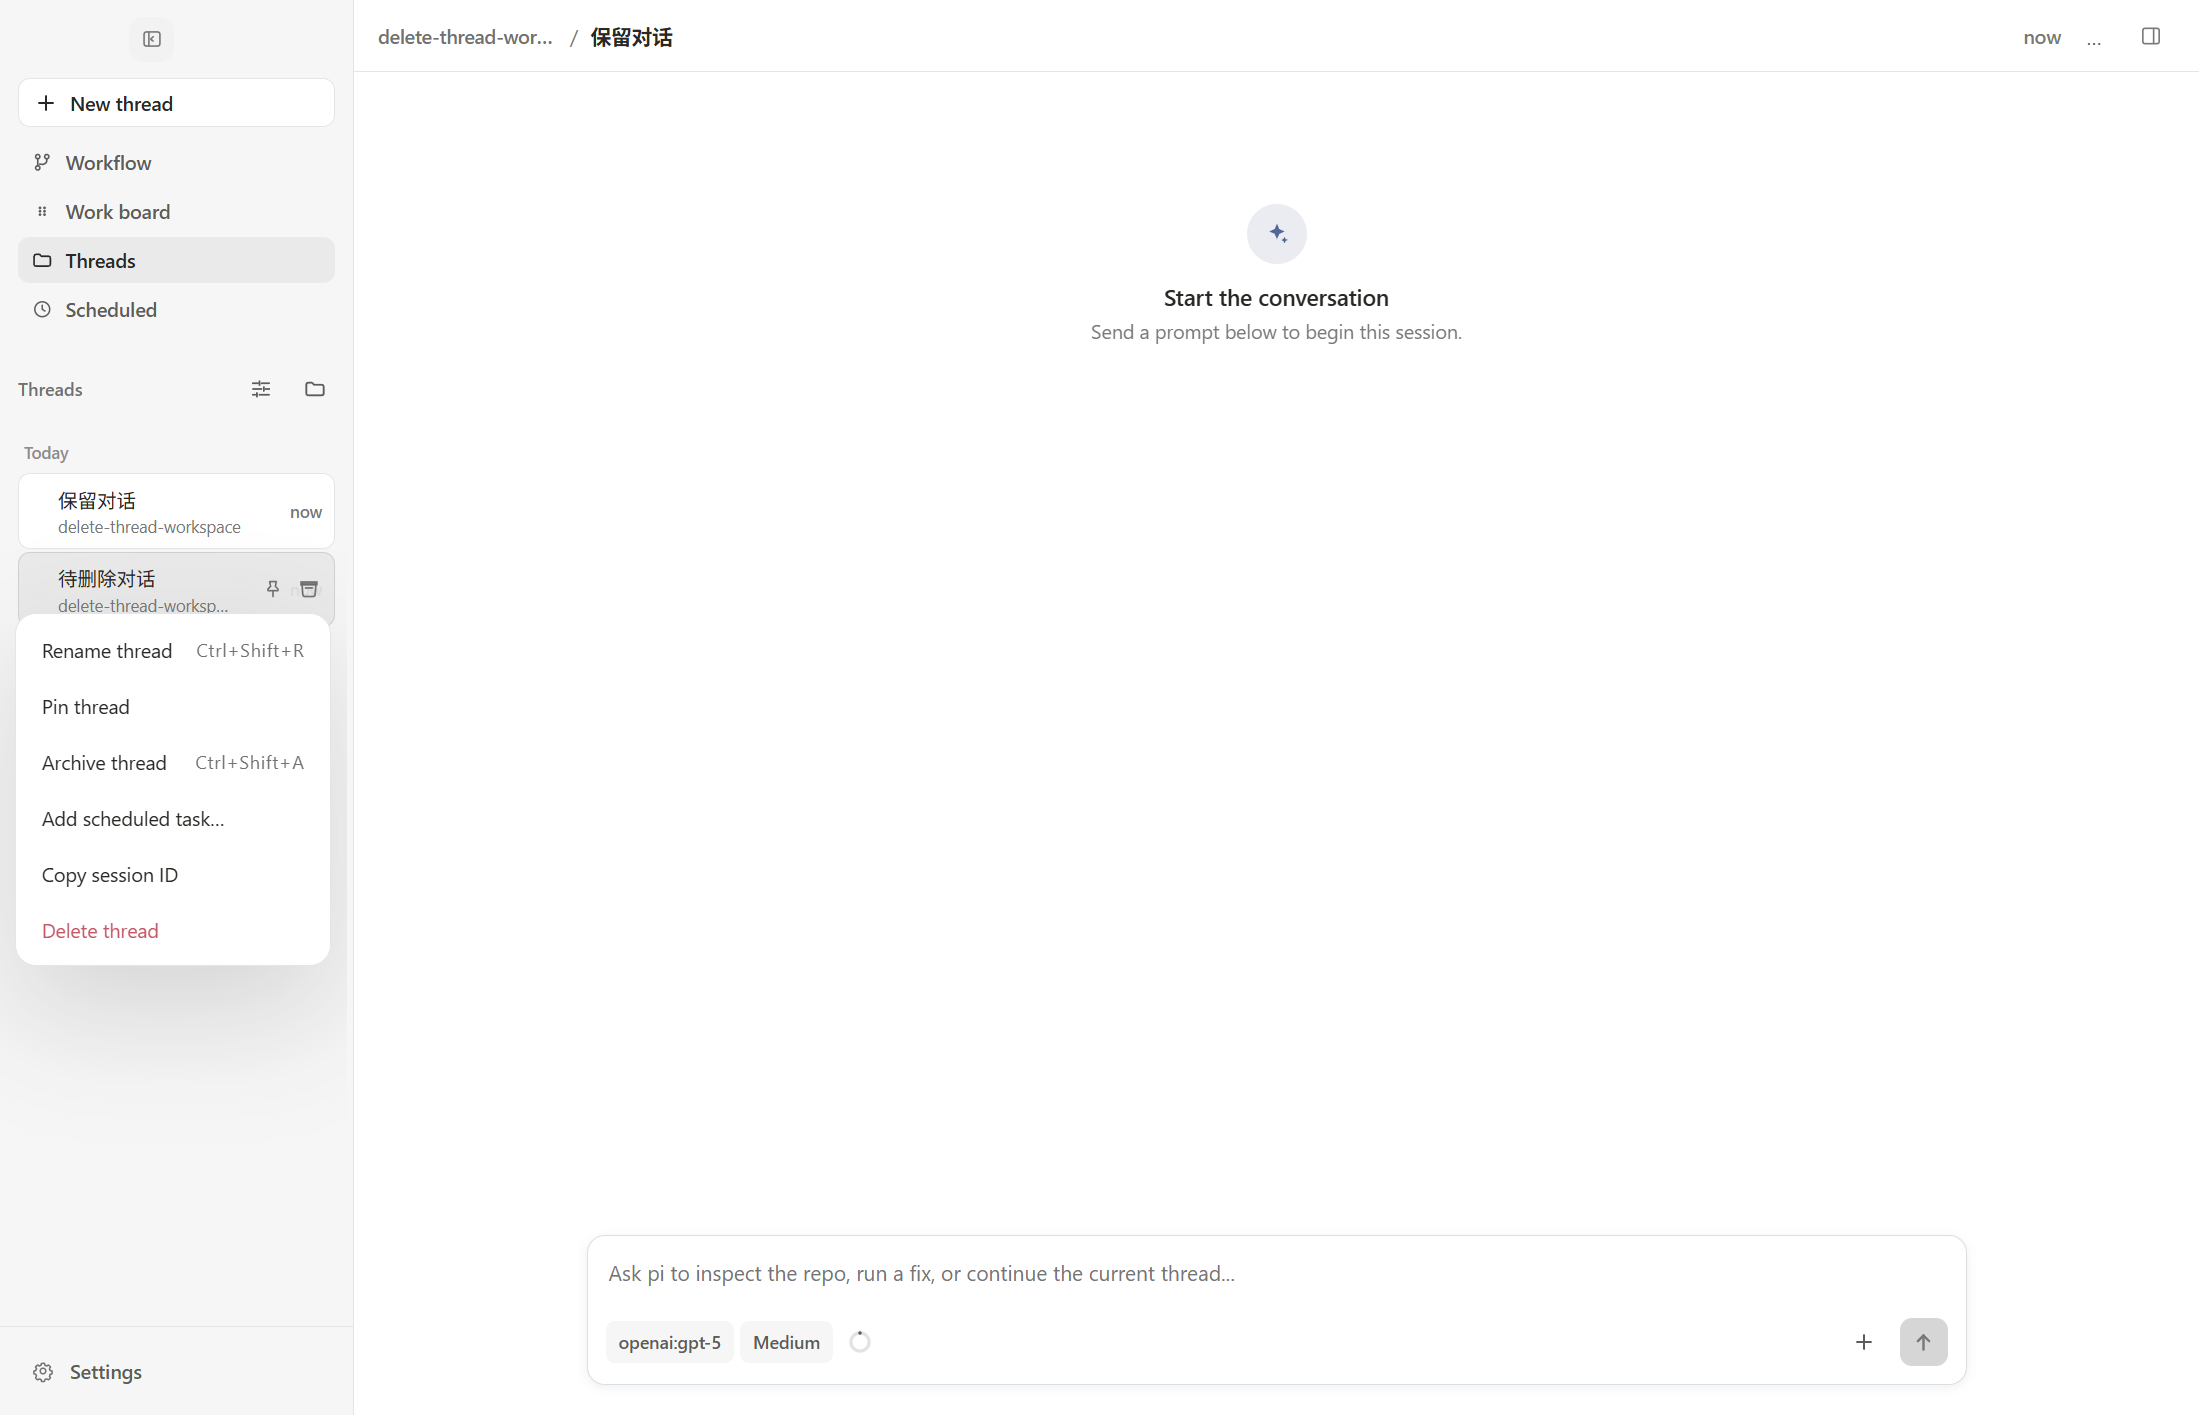 New thread
Workflow
Work board
Threads
Scheduled
Threads
Today
保留对话
delete-thread-workspace
now
待删除对话
delete-thread-worksp...
Rename thread Ctrl+Shift+R
Pin thread
Archive thread Ctrl+Shift+A
Add scheduled task...
Copy session ID
Delete thread
Settings
delete-thread-wor... / 保留对话
now ...
Start the conversation
Send a prompt below to begin this session.
Ask pi to inspect the repo, run a fix, or continue the current thread...
openai:gpt-5 Medium